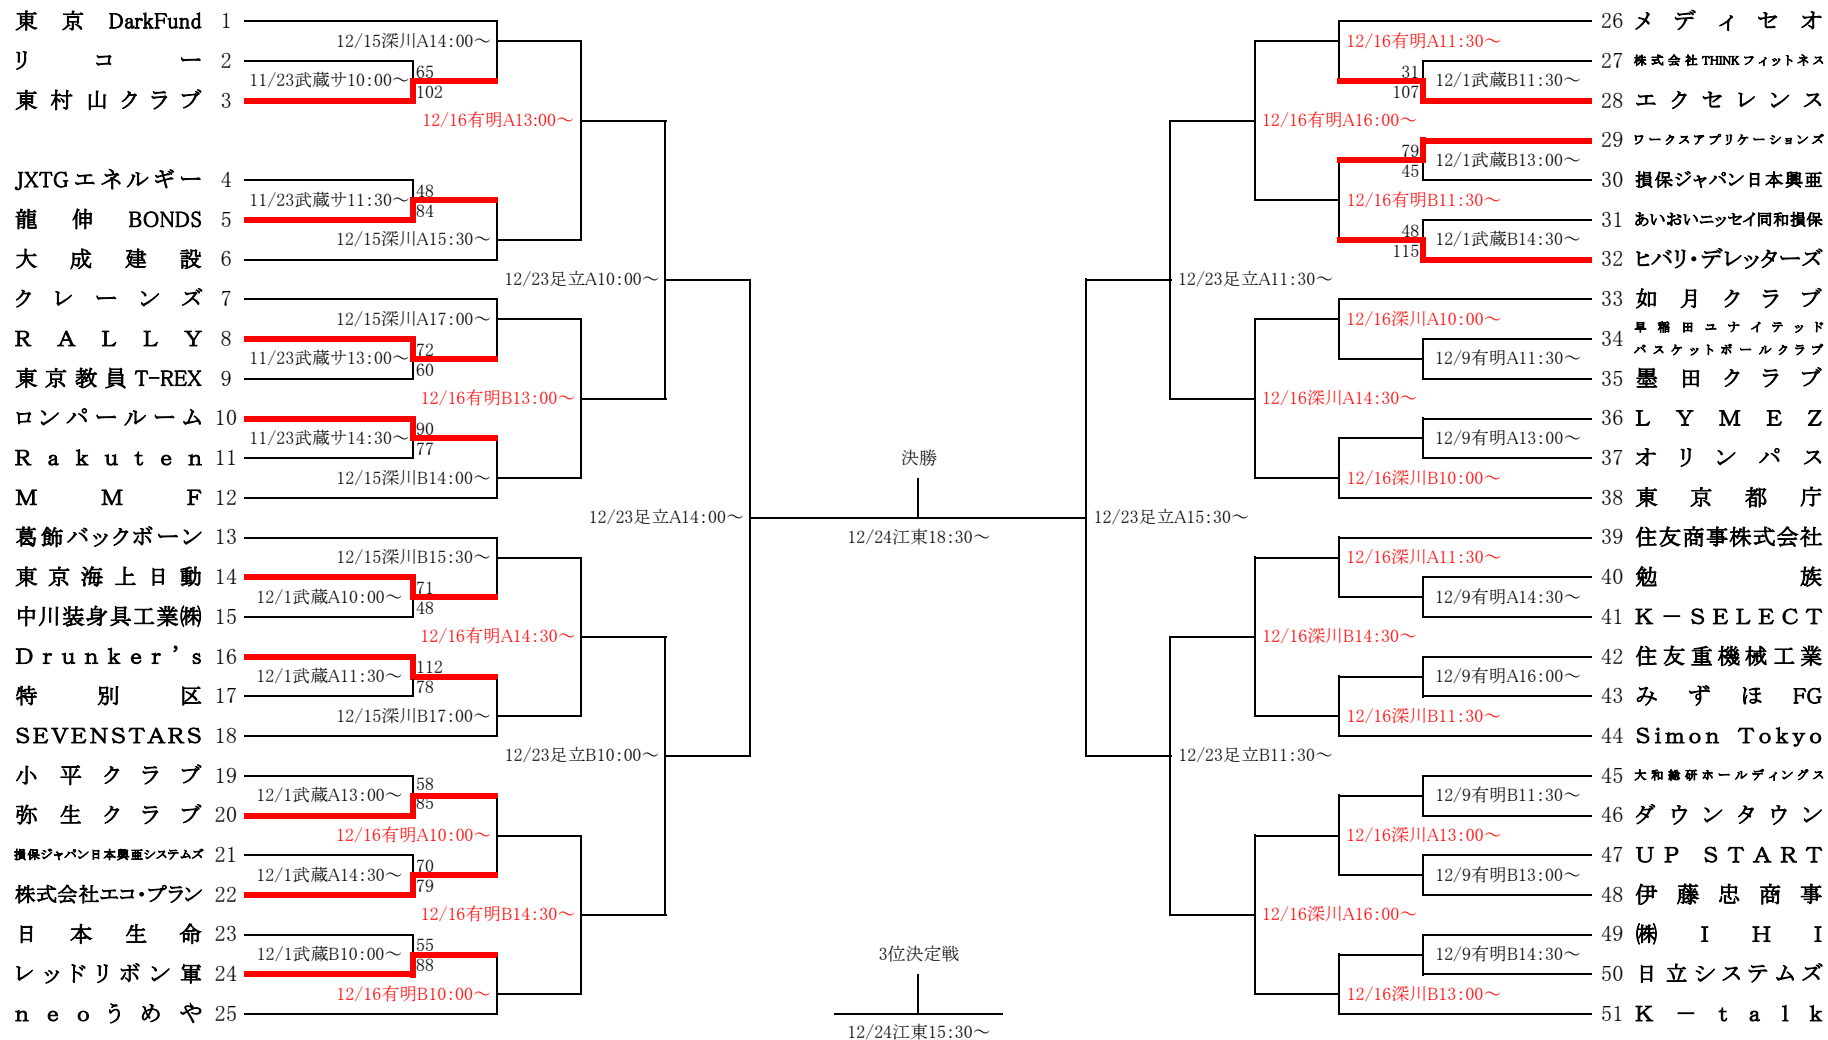 東京 DarkFund 1
リコー 2
東村山クラブ 3
JXTGエネルギー 4
龍伸 BONDS 5
大成建設 6
クレーンズ 7
RALLY 8
東京教員 T-REX 9
ロンパールーム 10
Rakuten 11
MMF 12
葛飾バックボーン 13
東京海上日動 14
中川装身具工業㈱ 15
Drunker's 16
特別区 17
SEVENSTARS 18
小平クラブ 19
弥生クラブ 20
損保ジャパン日本興亜システムズ 21
株式会社エコ・プラン 22
日本生命 23
レッドリボン軍 24
neoうめや 25
11/23武蔵サ10:00～
65
102
11/23武蔵サ11:30～
48
84
11/23武蔵サ13:00～
72
60
11/23武蔵サ14:30～
90
77
12/1武蔵A10:00～
71
48
12/1武蔵A11:30～
112
78
12/1武蔵A13:00～
58
85
12/1武蔵A14:30～
70
79
12/1武蔵B10:00～
55
88
12/15深川A14:00～
12/15深川A15:30～
12/15深川A17:00～
12/15深川B14:00～
12/15深川B15:30～
12/15深川B17:00～
12/16有明A10:00～
12/16有明B10:00～
12/16有明A13:00～
12/16有明B13:00～
12/16有明A14:30～
12/16有明B14:30～
12/23足立A10:00～
12/23足立B10:00～
12/23足立A14:00～
決勝
12/24江東18:30～
3位決定戦
12/24江東15:30～
12/23足立A15:30～
12/23足立A11:30～
12/23足立B11:30～
12/16有明A16:00～
12/16深川A14:30～
12/16深川B14:30～
12/16深川A16:00～
12/16有明A11:30～
12/16有明B11:30～
12/16深川A10:00～
12/16深川B10:00～
12/16深川A11:30～
12/16深川B11:30～
12/16深川A13:00～
12/16深川B13:00～
31
107
12/1武蔵B11:30～
79
45
12/1武蔵B13:00～
48
115
12/1武蔵B14:30～
12/9有明A11:30～
12/9有明A13:00～
12/9有明A14:30～
12/9有明A16:00～
12/9有明B11:30～
12/9有明B13:00～
12/9有明B14:30～
26 メディセオ
27 株式会社THINKフィットネス
28 エクセレンス
29 ワークスアプリケーションズ
30 損保ジャパン日本興亜
31 あいおいニッセイ同和損保
32 ヒバリ・デレッターズ
33 如月クラブ
34 早稲田ユナイテッド
バスケットボールクラブ
35 墨田クラブ
36 LYMEZ
37 オリンパス
38 東京都庁
39 住友商事株式会社
40 勉族
41 K－SELECT
42 住友重機械工業
43 みずほ FG
44 Simon Tokyo
45 大和総研ホールディングス
46 ダウンタウン
47 UP START
48 伊藤忠商事
49 ㈱IHI
50 日立システムズ
51 K－talk